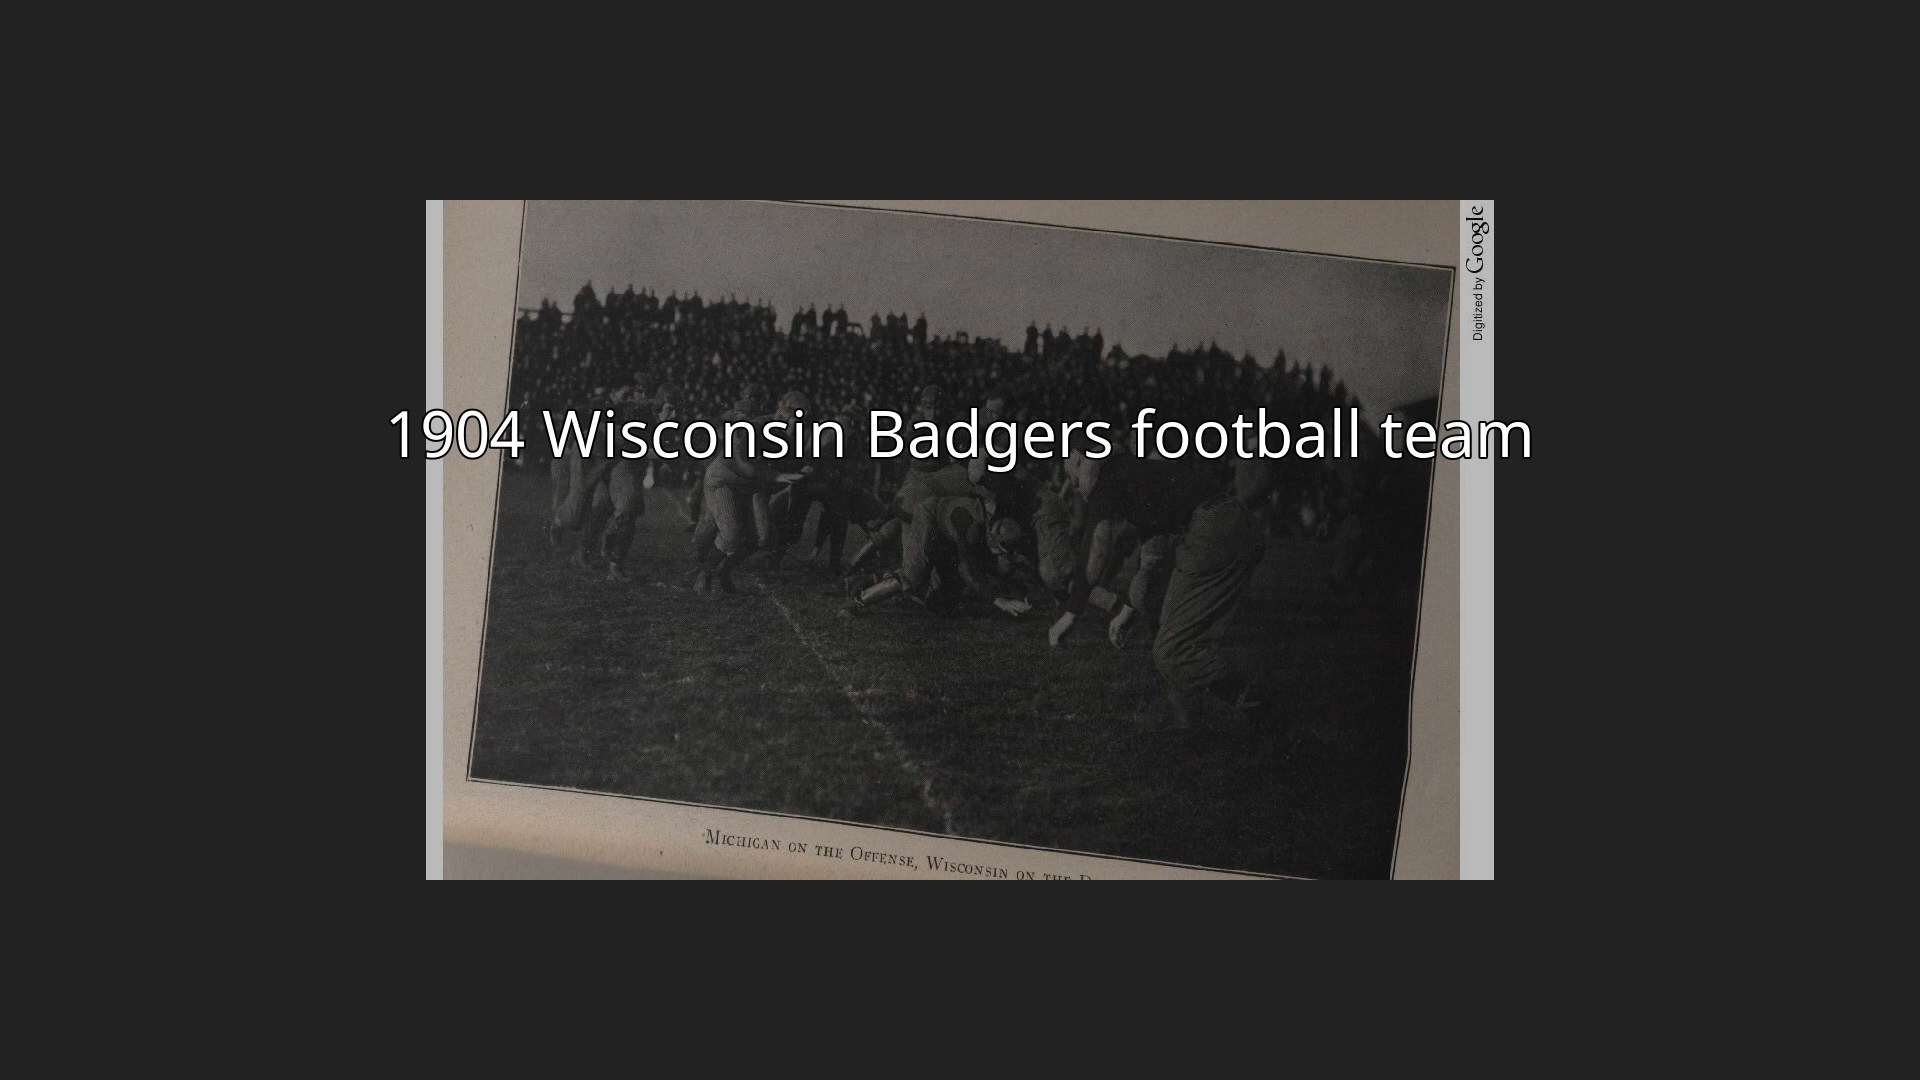 Digitized by Google
1904 Wisconsin Badgers football team
MICHIGAN ON THE OFFENSE, WISCONSIN ON THE